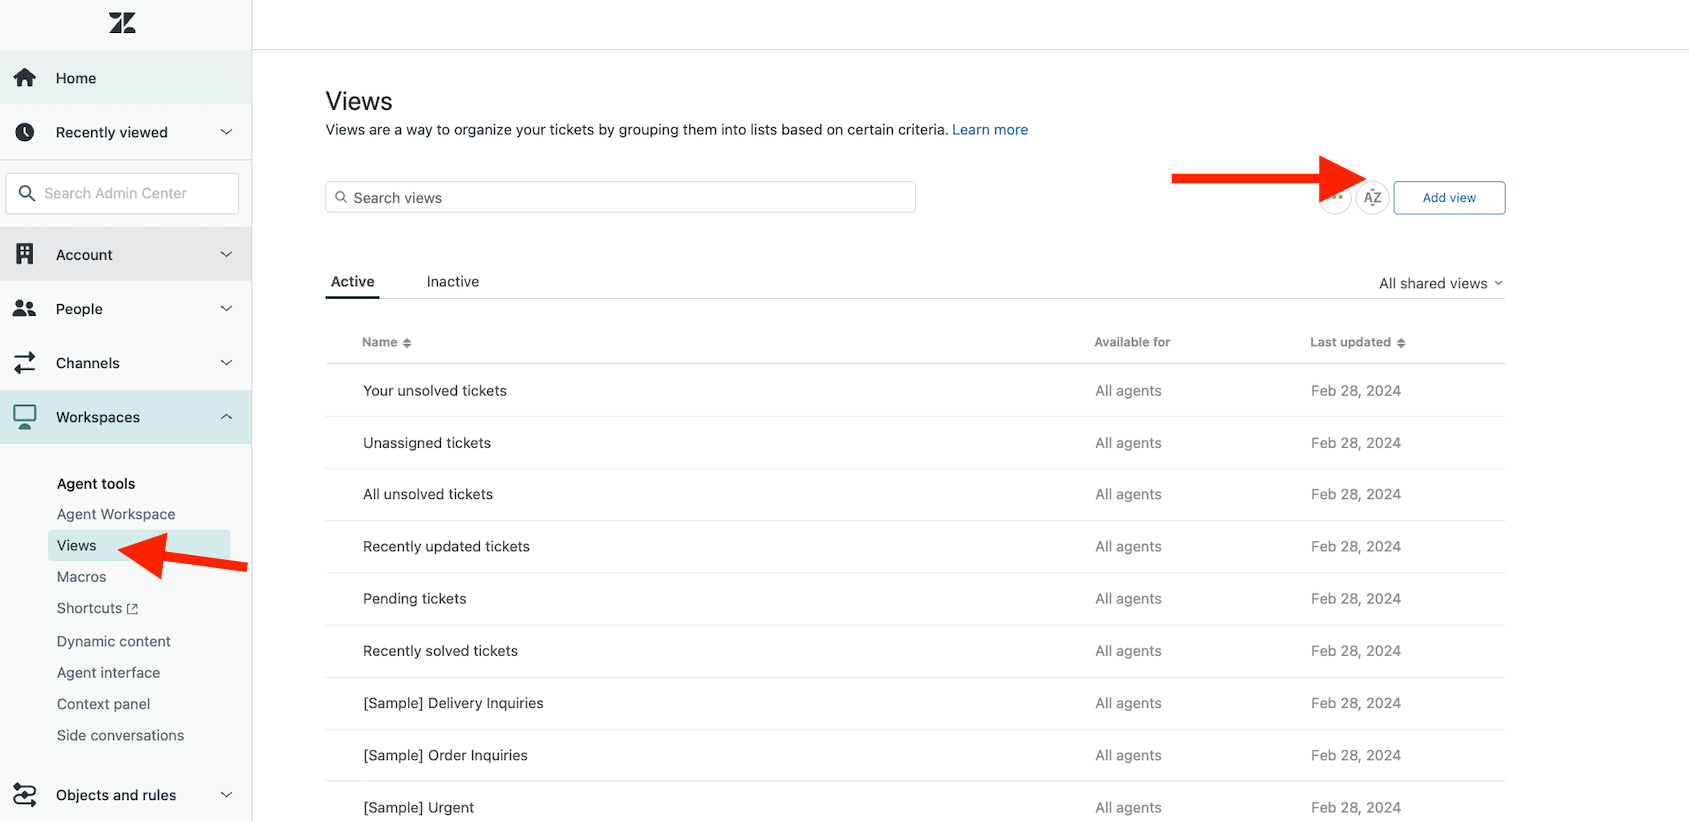 Home
Recently viewed
Search Admin Center
Account
People
Channels
Workspaces
Agent tools
Agent Workspace
Views
Macros
Shortcuts
Dynamic content
Agent interface
Context panel
Side conversations
Objects and rules
Views
Views are a way to organize your tickets by grouping them into lists based on certain criteria. Learn more
Search views
AZ
Add view
Active Inactive All shared views
Name Available for Last updated
Your unsolved tickets All agents Feb 28, 2024
Unassigned tickets All agents Feb 28, 2024
All unsolved tickets All agents Feb 28, 2024
Recently updated tickets All agents Feb 28, 2024
Pending tickets All agents Feb 28, 2024
Recently solved tickets All agents Feb 28, 2024
[Sample] Delivery Inquiries All agents Feb 28, 2024
[Sample] Order Inquiries All agents Feb 28, 2024
[Sample] Urgent All agents Feb 28, 2024